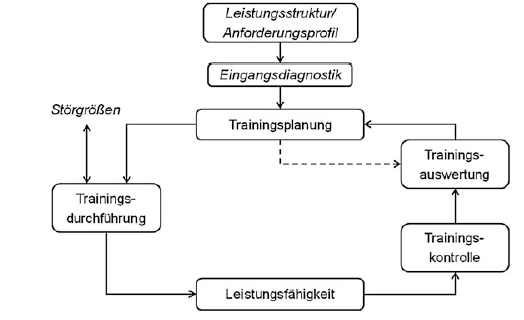 Leistungsstruktur/
Anforderungsprofil
Eingangsdiagnostik
Störgrößen
Trainingsplanung
Trainings-
auswertung
Trainings-
durchführung
Trainings-
kontrolle
Leistungsfähigkeit